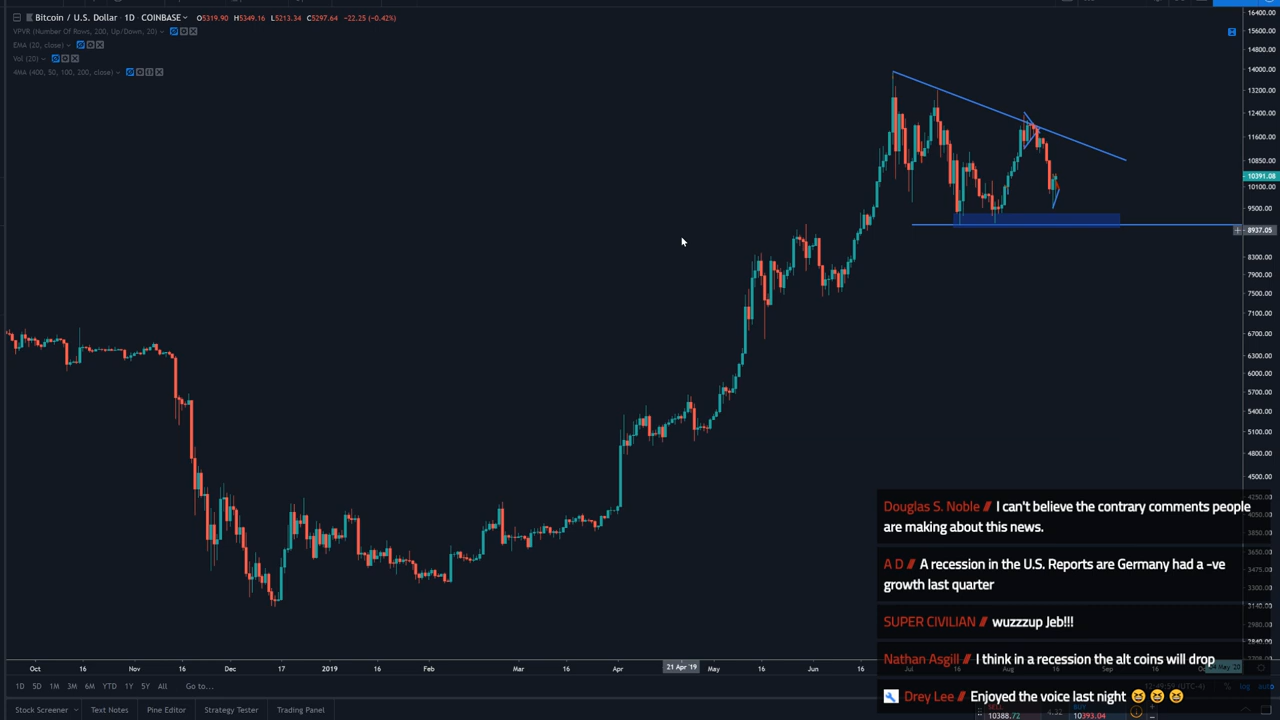 Bitcoin / U.S. Dollar · 1D · COINBASE O5319.90 H5349.16 L5213.34 C5297.64 -22.25 (-0.42%)
VPVR (Number Of Rows, 200, Up/Down, 20)
EMA (20, close)
Vol (20)
4MA (400, 50, 100, 200, close)
16400.00
15600.00
14800.00
14000.00
13200.00
12400.00
11600.00
10850.00
10391.08
10100.00
9500.00
8937.05
8300.00
7900.00
7500.00
7100.00
6700.00
6300.00
6000.00
5700.00
5400.00
5100.00
4800.00
4500.00
Douglas S. Noble // I can't believe the contrary comments people
are making about this news.
A D // A recession in the U.S. Reports are Germany had a -ve
growth last quarter
SUPER CIVILIAN // wuzzzup Jeb!!!
Nathan Asgill // I think in a recession the alt coins will drop
Drey Lee // Enjoyed the voice last night 😆 😆 😆
Oct 16 Nov 16 Dec 17 2019 16 Feb Mar 16 Apr 21 Apr '19 May 16 Jun 16
1D 5D 1M 3M 6M YTD 1Y 5Y All Go to...
log auto
Stock Screener Text Notes Pine Editor Strategy Tester Trading Panel
10388.72 4.32 10393.04